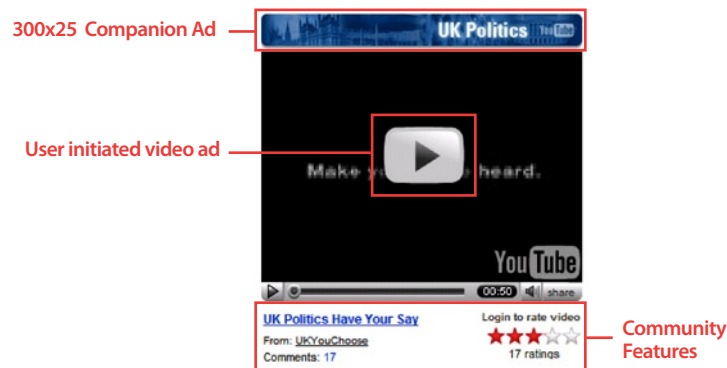 300x25 Companion Ad
UK Politics YouTube
User initiated video ad
Make y heard.
YouTube
00:50 share
UK Politics Have Your Say
Login to rate video
From: UKYouChoose
17 ratings
Comments: 17
Community
Features